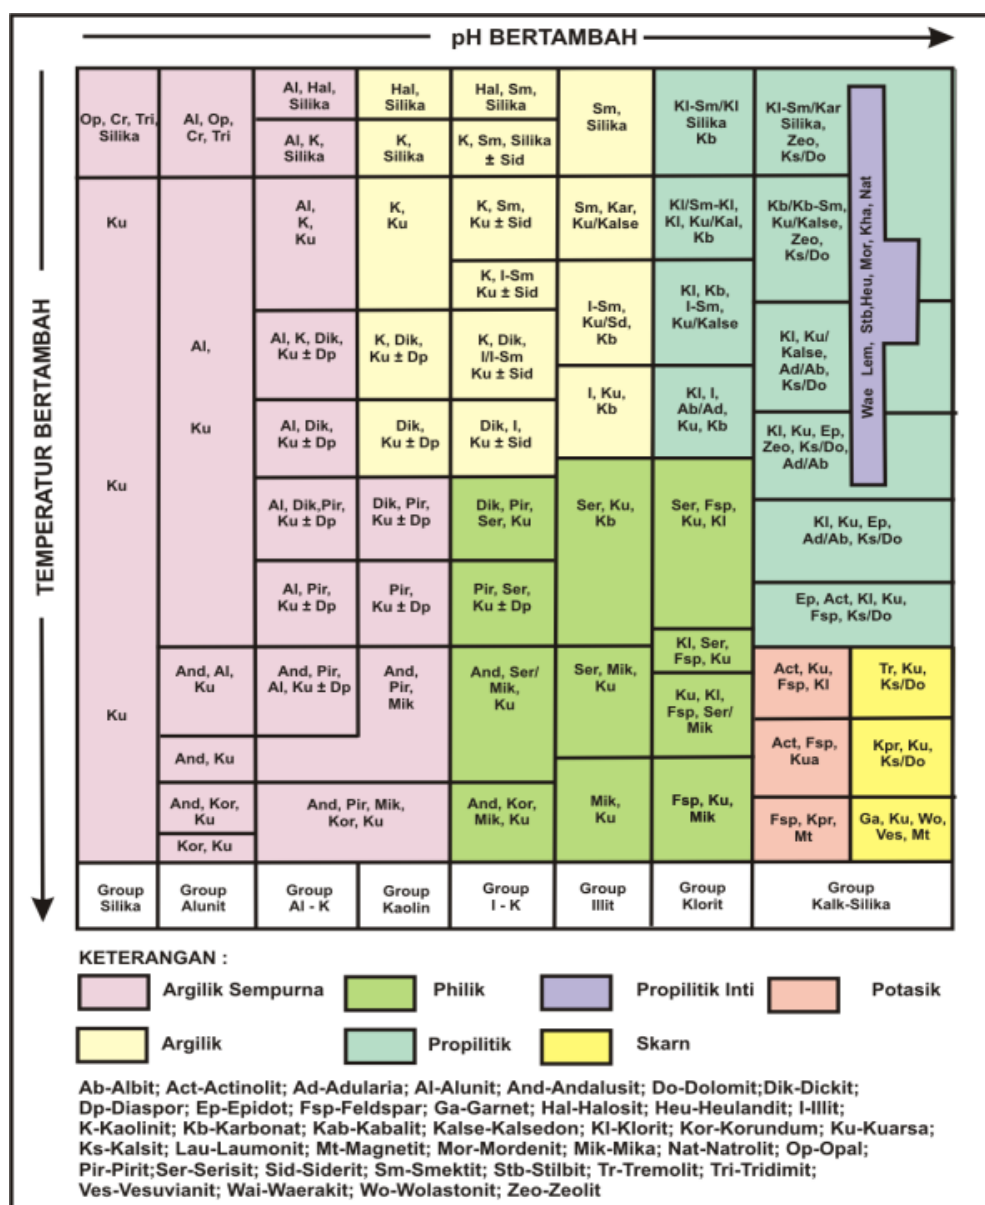 pH BERTAMBAH
TEMPERATUR BERTAMBAH
Op, Cr, Tri,
Silika
Ku
Ku
Ku
Al, Op,
Cr, Tri
Al,
Ku
And, Al,
Ku
And, Ku
And, Kor,
Ku
Kor, Ku
Al, Hal,
Silika
Al, K,
Silika
Al,
K,
Ku
Al, K, Dik,
Ku ± Dp
Al, Dik,
Ku ± Dp
Al, Dik,Pir,
Ku ± Dp
Al, Pir,
Ku ± Dp
And, Pir,
Al, Ku ± Dp
Hal,
Silika
K,
Silika
K,
Ku
K, Dik,
Ku ± Dp
Dik,
Ku ± Dp
Dik, Pir,
Ku ± Dp
Pir,
Ku ± Dp
And,
Pir,
Mik
And, Pir, Mik,
Kor, Ku
Hal, Sm,
Silika
K, Sm, Silika
± Sid
K, Sm,
Ku ± Sid
K, I-Sm
Ku ± Sid
K, Dik,
I/I-Sm
Ku ± Sid
Dik, I,
Ku ± Sid
Dik, Pir,
Ser, Ku
Pir, Ser,
Ku ± Dp
And, Ser/
Mik,
Ku
And, Kor,
Mik, Ku
Sm,
Silika
Sm, Kar,
Ku/Kalse
I-Sm,
Ku/Sd,
Kb
I, Ku,
Kb
Ser, Ku,
Kb
Ser, Mik,
Ku
Mik,
Ku
Kl-Sm/Kl
Silika
Kb
Kl/Sm-Kl,
Kl, Ku/Kal,
Kb
Kl, Kb,
I-Sm,
Ku/Kalse
Kl, I,
Ab/Ad,
Ku, Kb
Ser, Fsp,
Ku, Kl
Kl, Ser,
Fsp, Ku
Ku, Kl,
Fsp, Ser/
Mik
Fsp, Ku,
Mik
Kl-Sm/Kar
Silika,
Zeo,
Ks/Do
Kb/Kb-Sm,
Ku/Kalse,
Zeo,
Ks/Do
Kl, Ku/
Kalse,
Ad/Ab,
Ks/Do
Kl, Ku, Ep,
Zeo, Ks/Do,
Ad/Ab
Wae Lem, Stb,Heu, Mor, Kha, Nat
Kl, Ku, Ep,
Ad/Ab, Ks/Do
Ep, Act, Kl, Ku,
Fsp, Ks/Do
Act, Ku,
Fsp, Kl
Tr, Ku,
Ks/Do
Act, Fsp,
Kua
Kpr, Ku,
Ks/Do
Fsp, Kpr,
Mt
Ga, Ku, Wo,
Ves, Mt
Group
Silika
Group
Alunit
Group
Al - K
Group
Kaolin
Group
I - K
Group
Illit
Group
Klorit
Group
Kalk-Silika
KETERANGAN :
Argilik Sempurna
Philik
Propilitik Inti
Potasik
Argilik
Propilitik
Skarn
Ab-Albit; Act-Actinolit; Ad-Adularia; Al-Alunit; And-Andalusit; Do-Dolomit;Dik-Dickit;
Dp-Diaspor; Ep-Epidot; Fsp-Feldspar; Ga-Garnet; Hal-Halosit; Heu-Heulandit; I-Illit;
K-Kaolinit; Kb-Karbonat; Kab-Kabalit; Kalse-Kalsedon; Kl-Klorit; Kor-Korundum; Ku-Kuarsa;
Ks-Kalsit; Lau-Laumonit; Mt-Magnetit; Mor-Mordenit; Mik-Mika; Nat-Natrolit; Op-Opal;
Pir-Pirit;Ser-Serisit; Sid-Siderit; Sm-Smektit; Stb-Stilbit; Tr-Tremolit; Tri-Tridimit;
Ves-Vesuvianit; Wai-Waerakit; Wo-Wolastonit; Zeo-Zeolit